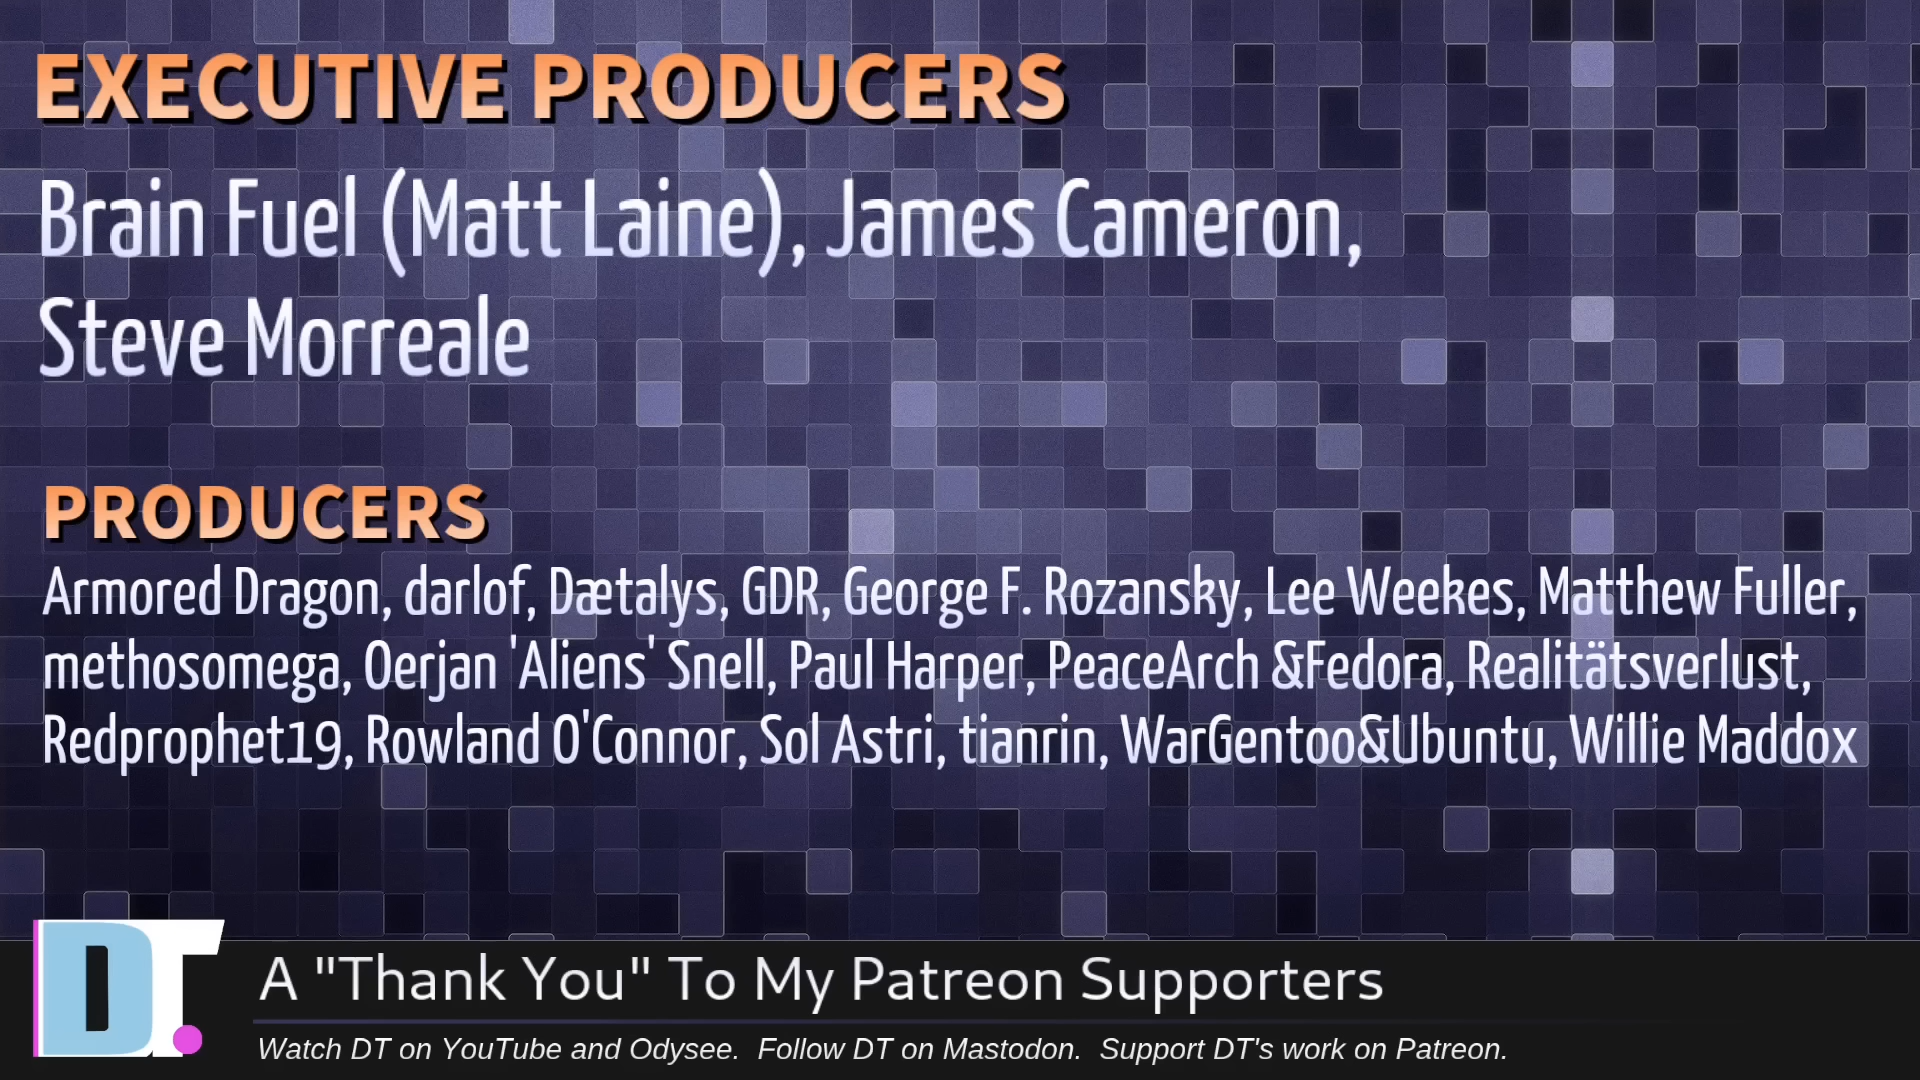 EXECUTIVE PRODUCERS
Brain Fuel (Matt Laine), James Cameron,
Steve Morreale
PRODUCERS
Armored Dragon, darlof, Dætalys, GDR, George F. Rozansky, Lee Weekes, Matthew Fuller,
methosomega, Oerjan 'Aliens' Snell, Paul Harper, PeaceArch &Fedora, Realitätsverlust,
Redprophet19, Rowland O'Connor, Sol Astri, tianrin, WarGentoo&Ubuntu, Willie Maddox
DT.
A "Thank You" To My Patreon Supporters
Watch DT on YouTube and Odysee.  Follow DT on Mastodon.  Support DT's work on Patreon.